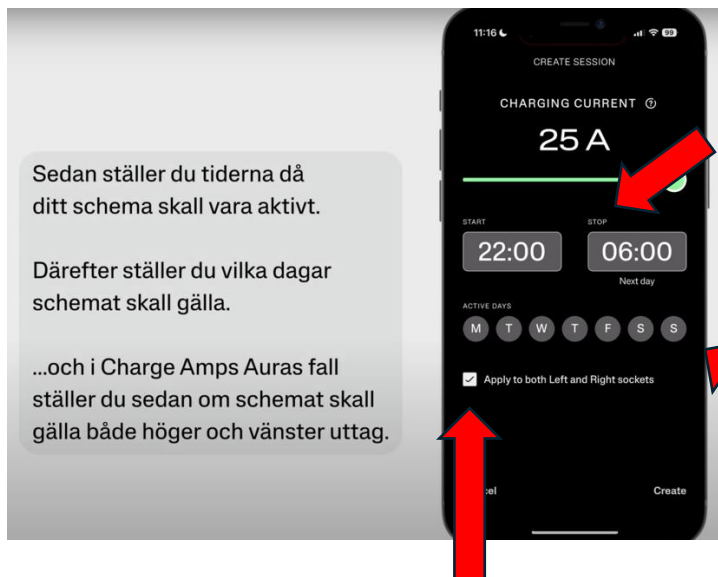 Sedan ställer du tiderna då
ditt schema skall vara aktivt.
Därefter ställer du vilka dagar
schemat skall gälla.
...och i Charge Amps Auras fall
ställer du sedan om schemat skall
gälla både höger och vänster uttag.
11:16
99
CREATE SESSION
CHARGING CURRENT ?
25 A
START STOP
22:00 06:00
Next day
ACTIVE DAYS
M T W T F S S
Apply to both Left and Right sockets
Create